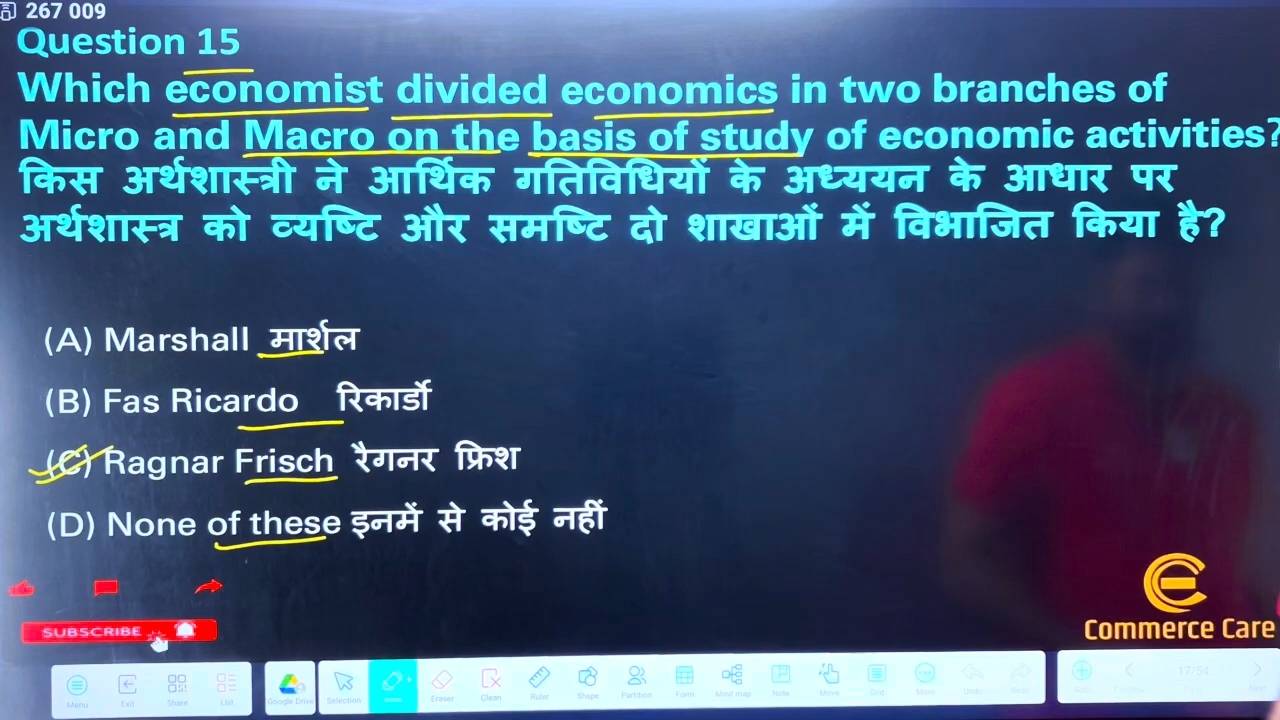 267 009
Question 15
Which economist divided economics in two branches of
Micro and Macro on the basis of study of economic activities?
किस अर्थशास्त्री ने आर्थिक गतिविधियों के अध्ययन के आधार पर
अर्थशास्त्र को व्यष्टि और समष्टि दो शाखाओं में विभाजित किया है?
(A) Marshall मार्शल
(B) Fas Ricardo रिकार्डो
(C) Ragnar Frisch रैगनर फ्रिश
(D) None of these इनमें से कोई नहीं
SUBSCRIBE
Commerce Care
Menu Exit Share List Google Drive Selection Eraser Clean Ruler Shape Partition Form Mind map Note Move Grid More Undo Redo 17/54 Next